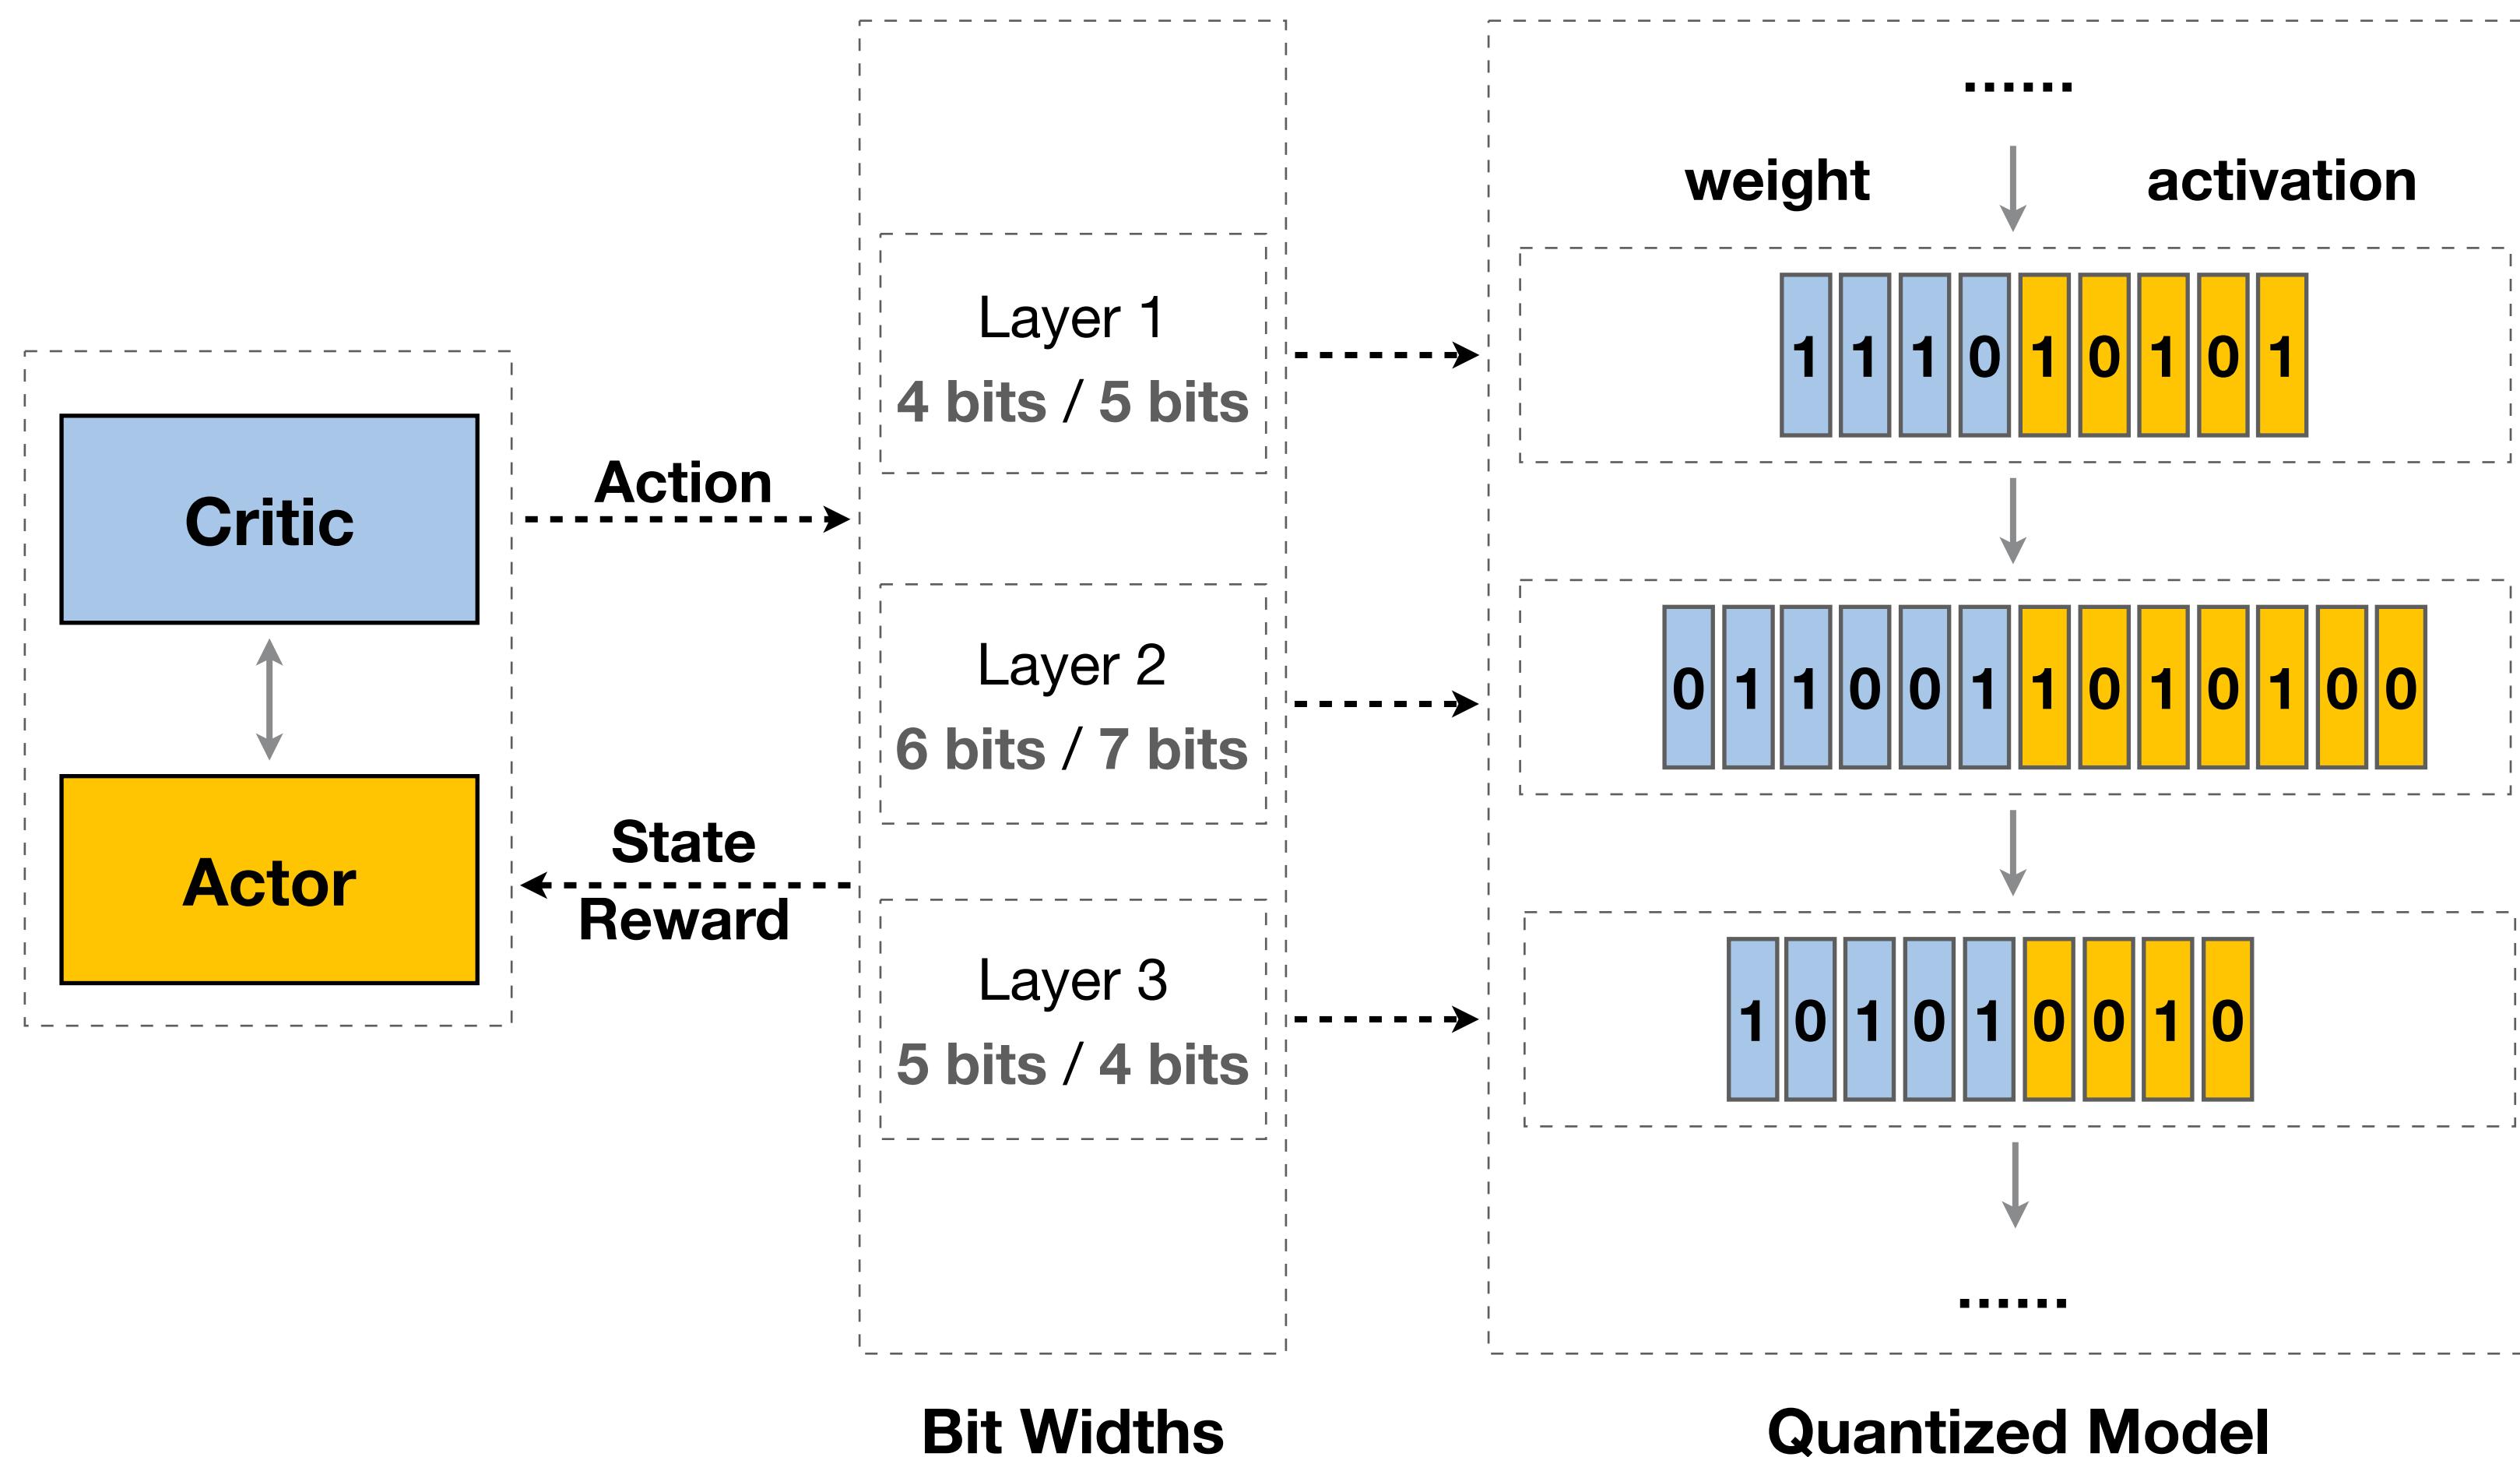 Critic
Actor
Action
State
Reward
Layer 1
4 bits / 5 bits
Layer 2
6 bits / 7 bits
Layer 3
5 bits / 4 bits
Bit Widths
......
weight activation
1 1 1 0 1 0 1 0 1
0 1 1 0 0 1 1 0 1 0 1 0 0
1 0 1 0 1 0 0 1 0
......
Quantized Model